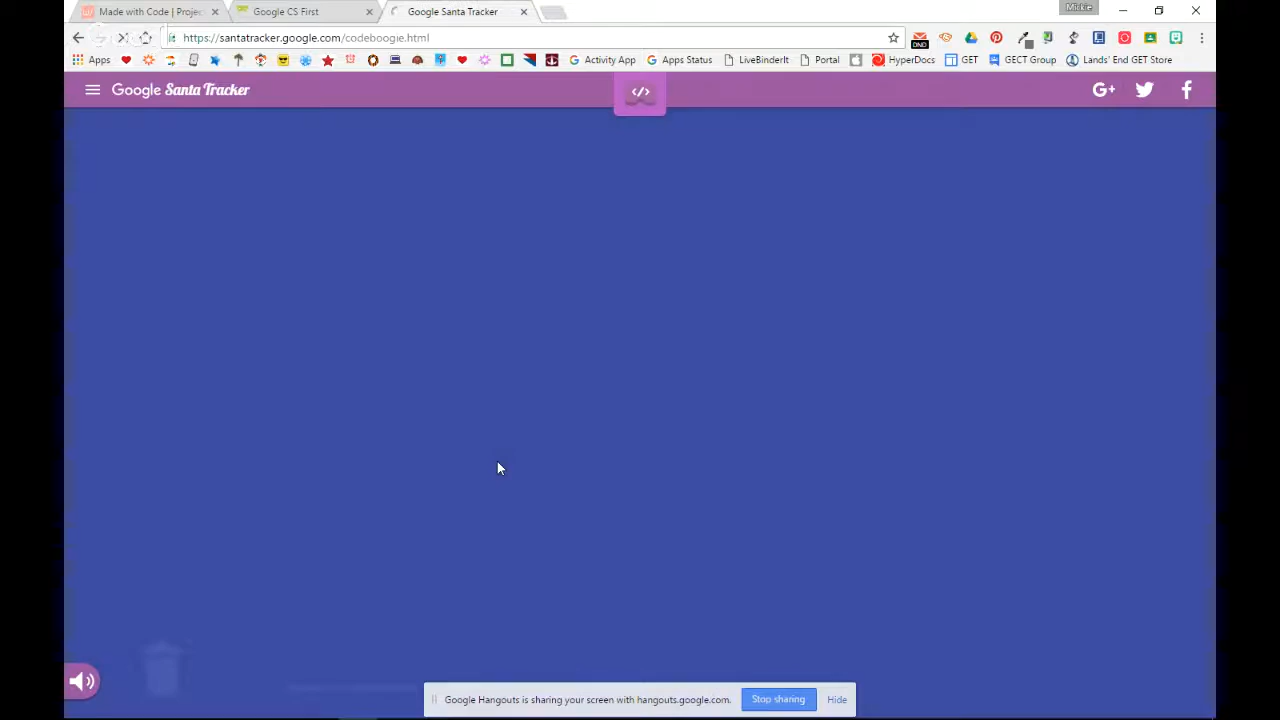 Made with Code | Projec
Google CS First
Google Santa Tracker
Mickie
https://santatracker.google.com/codeboogie.html
DND
Apps
Activity App
Apps Status
LiveBinderIt
Portal
HyperDocs
GET
GECT Group
Lands' End GET Store
Google Santa Tracker
</>
G+
Google Hangouts is sharing your screen with hangouts.google.com.
Stop sharing
Hide